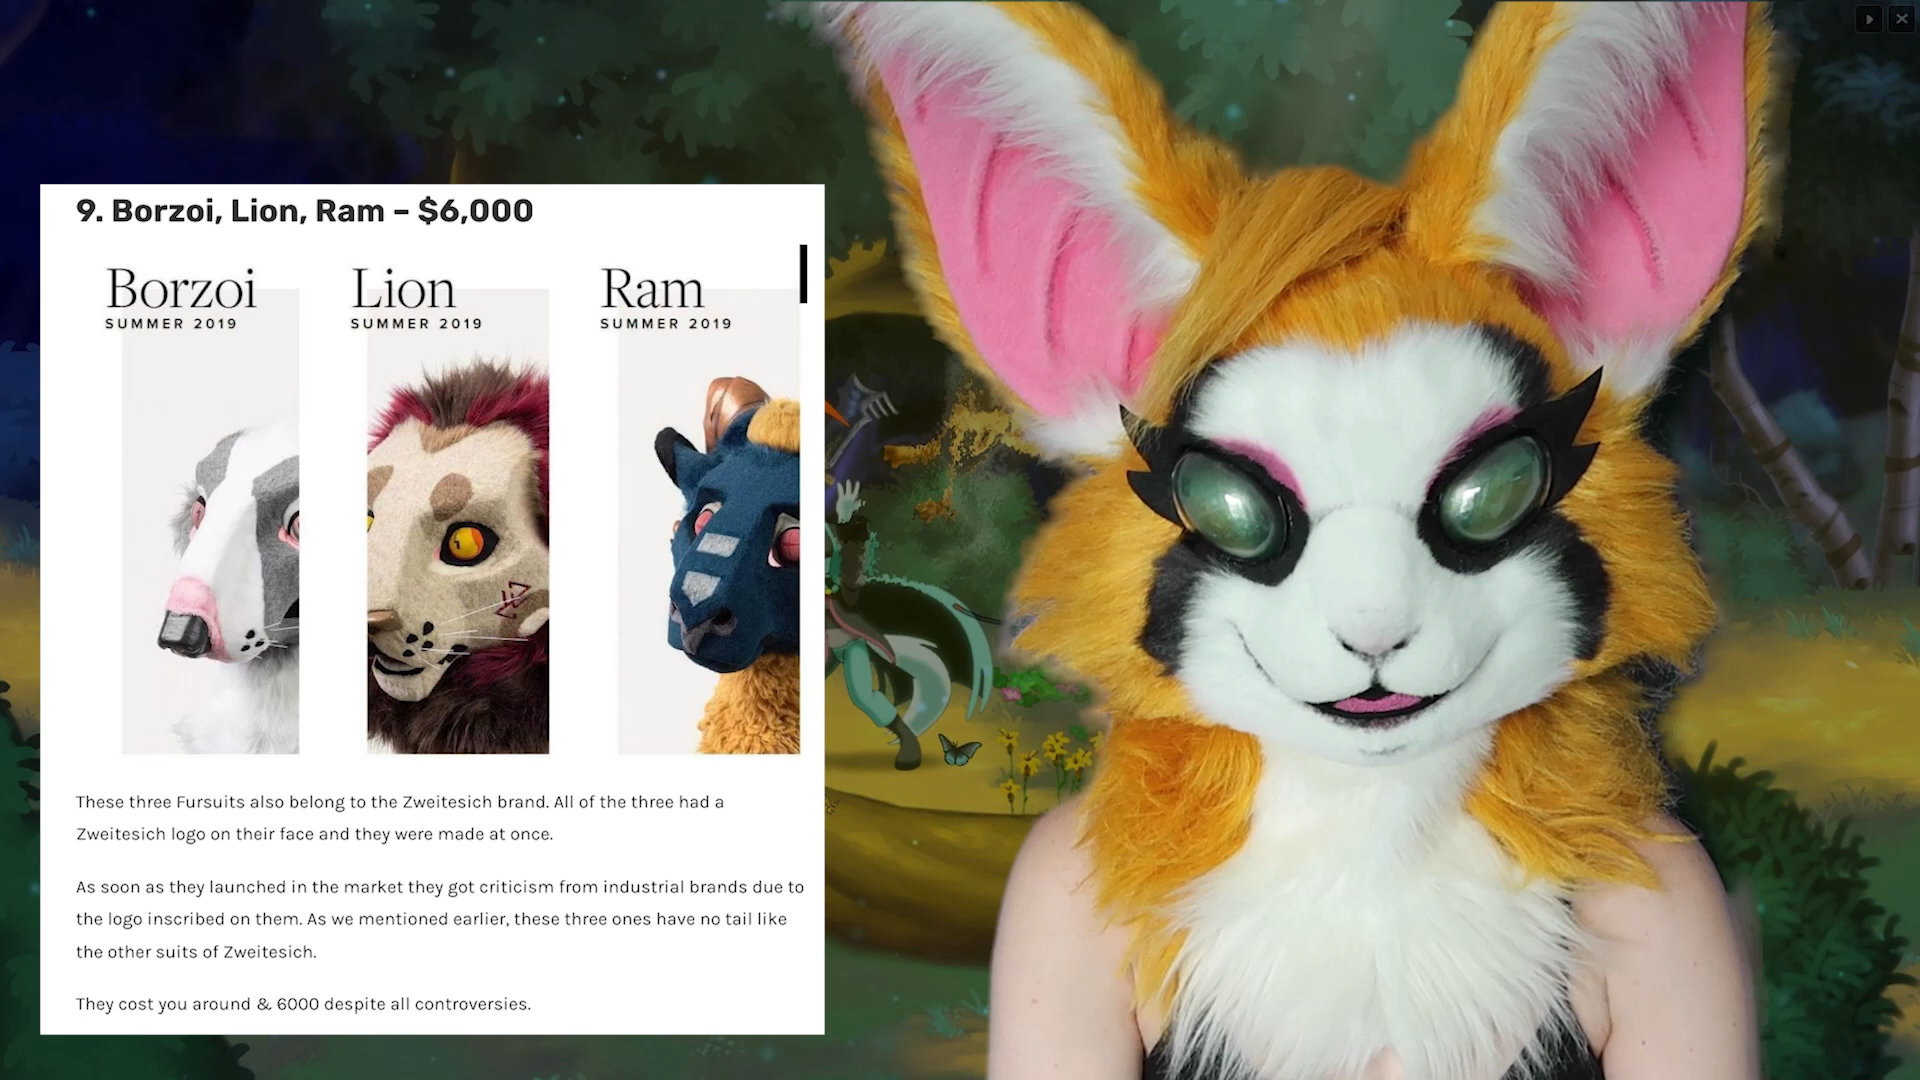 9. Borzoi, Lion, Ram – $6,000
Borzoi
SUMMER 2019
Lion
SUMMER 2019
Ram
SUMMER 2019
These three Fursuits also belong to the Zweitesich brand. All of the three had a
Zweitesich logo on their face and they were made at once.
As soon as they launched in the market they got criticism from industrial brands due to
the logo inscribed on them. As we mentioned earlier, these three ones have no tail like
the other suits of Zweitesich.
They cost you around & 6000 despite all controversies.